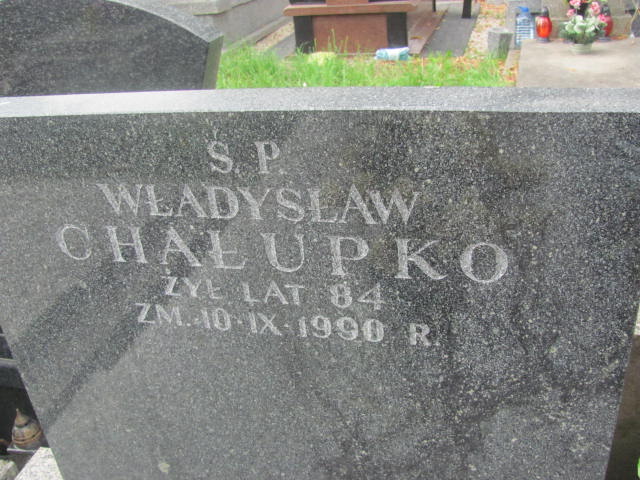 Ś.P.
WŁADYSŁAW
CHAŁUPKO
ŻYŁ LAT 84
ZM.-10-IX-1990 R.